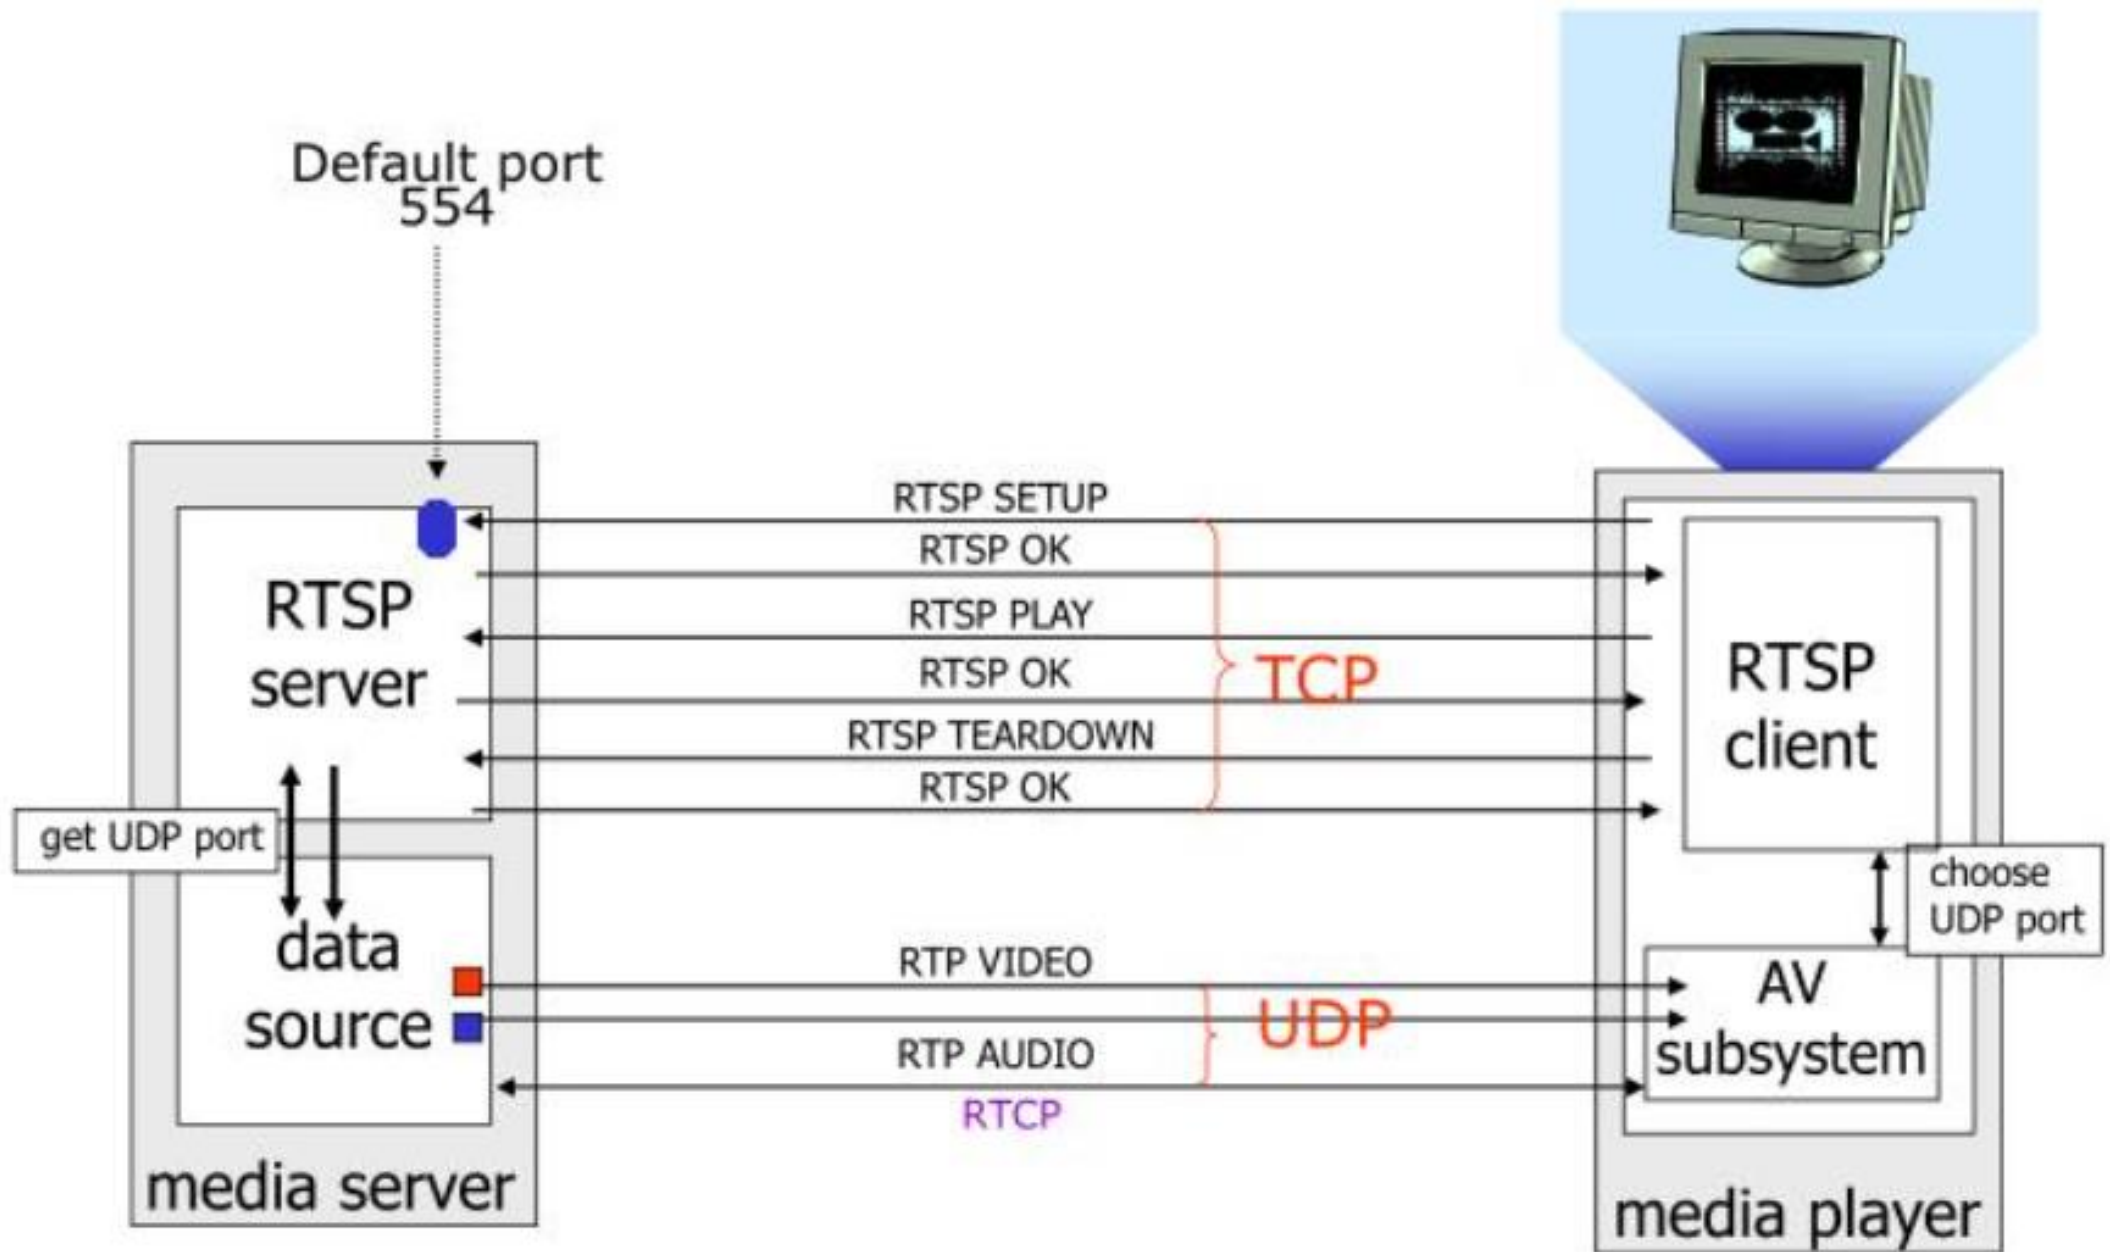 Default port
554
RTSP SETUP
RTSP OK
RTSP PLAY
RTSP OK
RTSP TEARDOWN
RTSP OK
TCP
RTSP
server
RTSP
client
get UDP port
choose
UDP port
data
source
RTP VIDEO
UDP
RTP AUDIO
RTCP
AV
subsystem
media server
media player